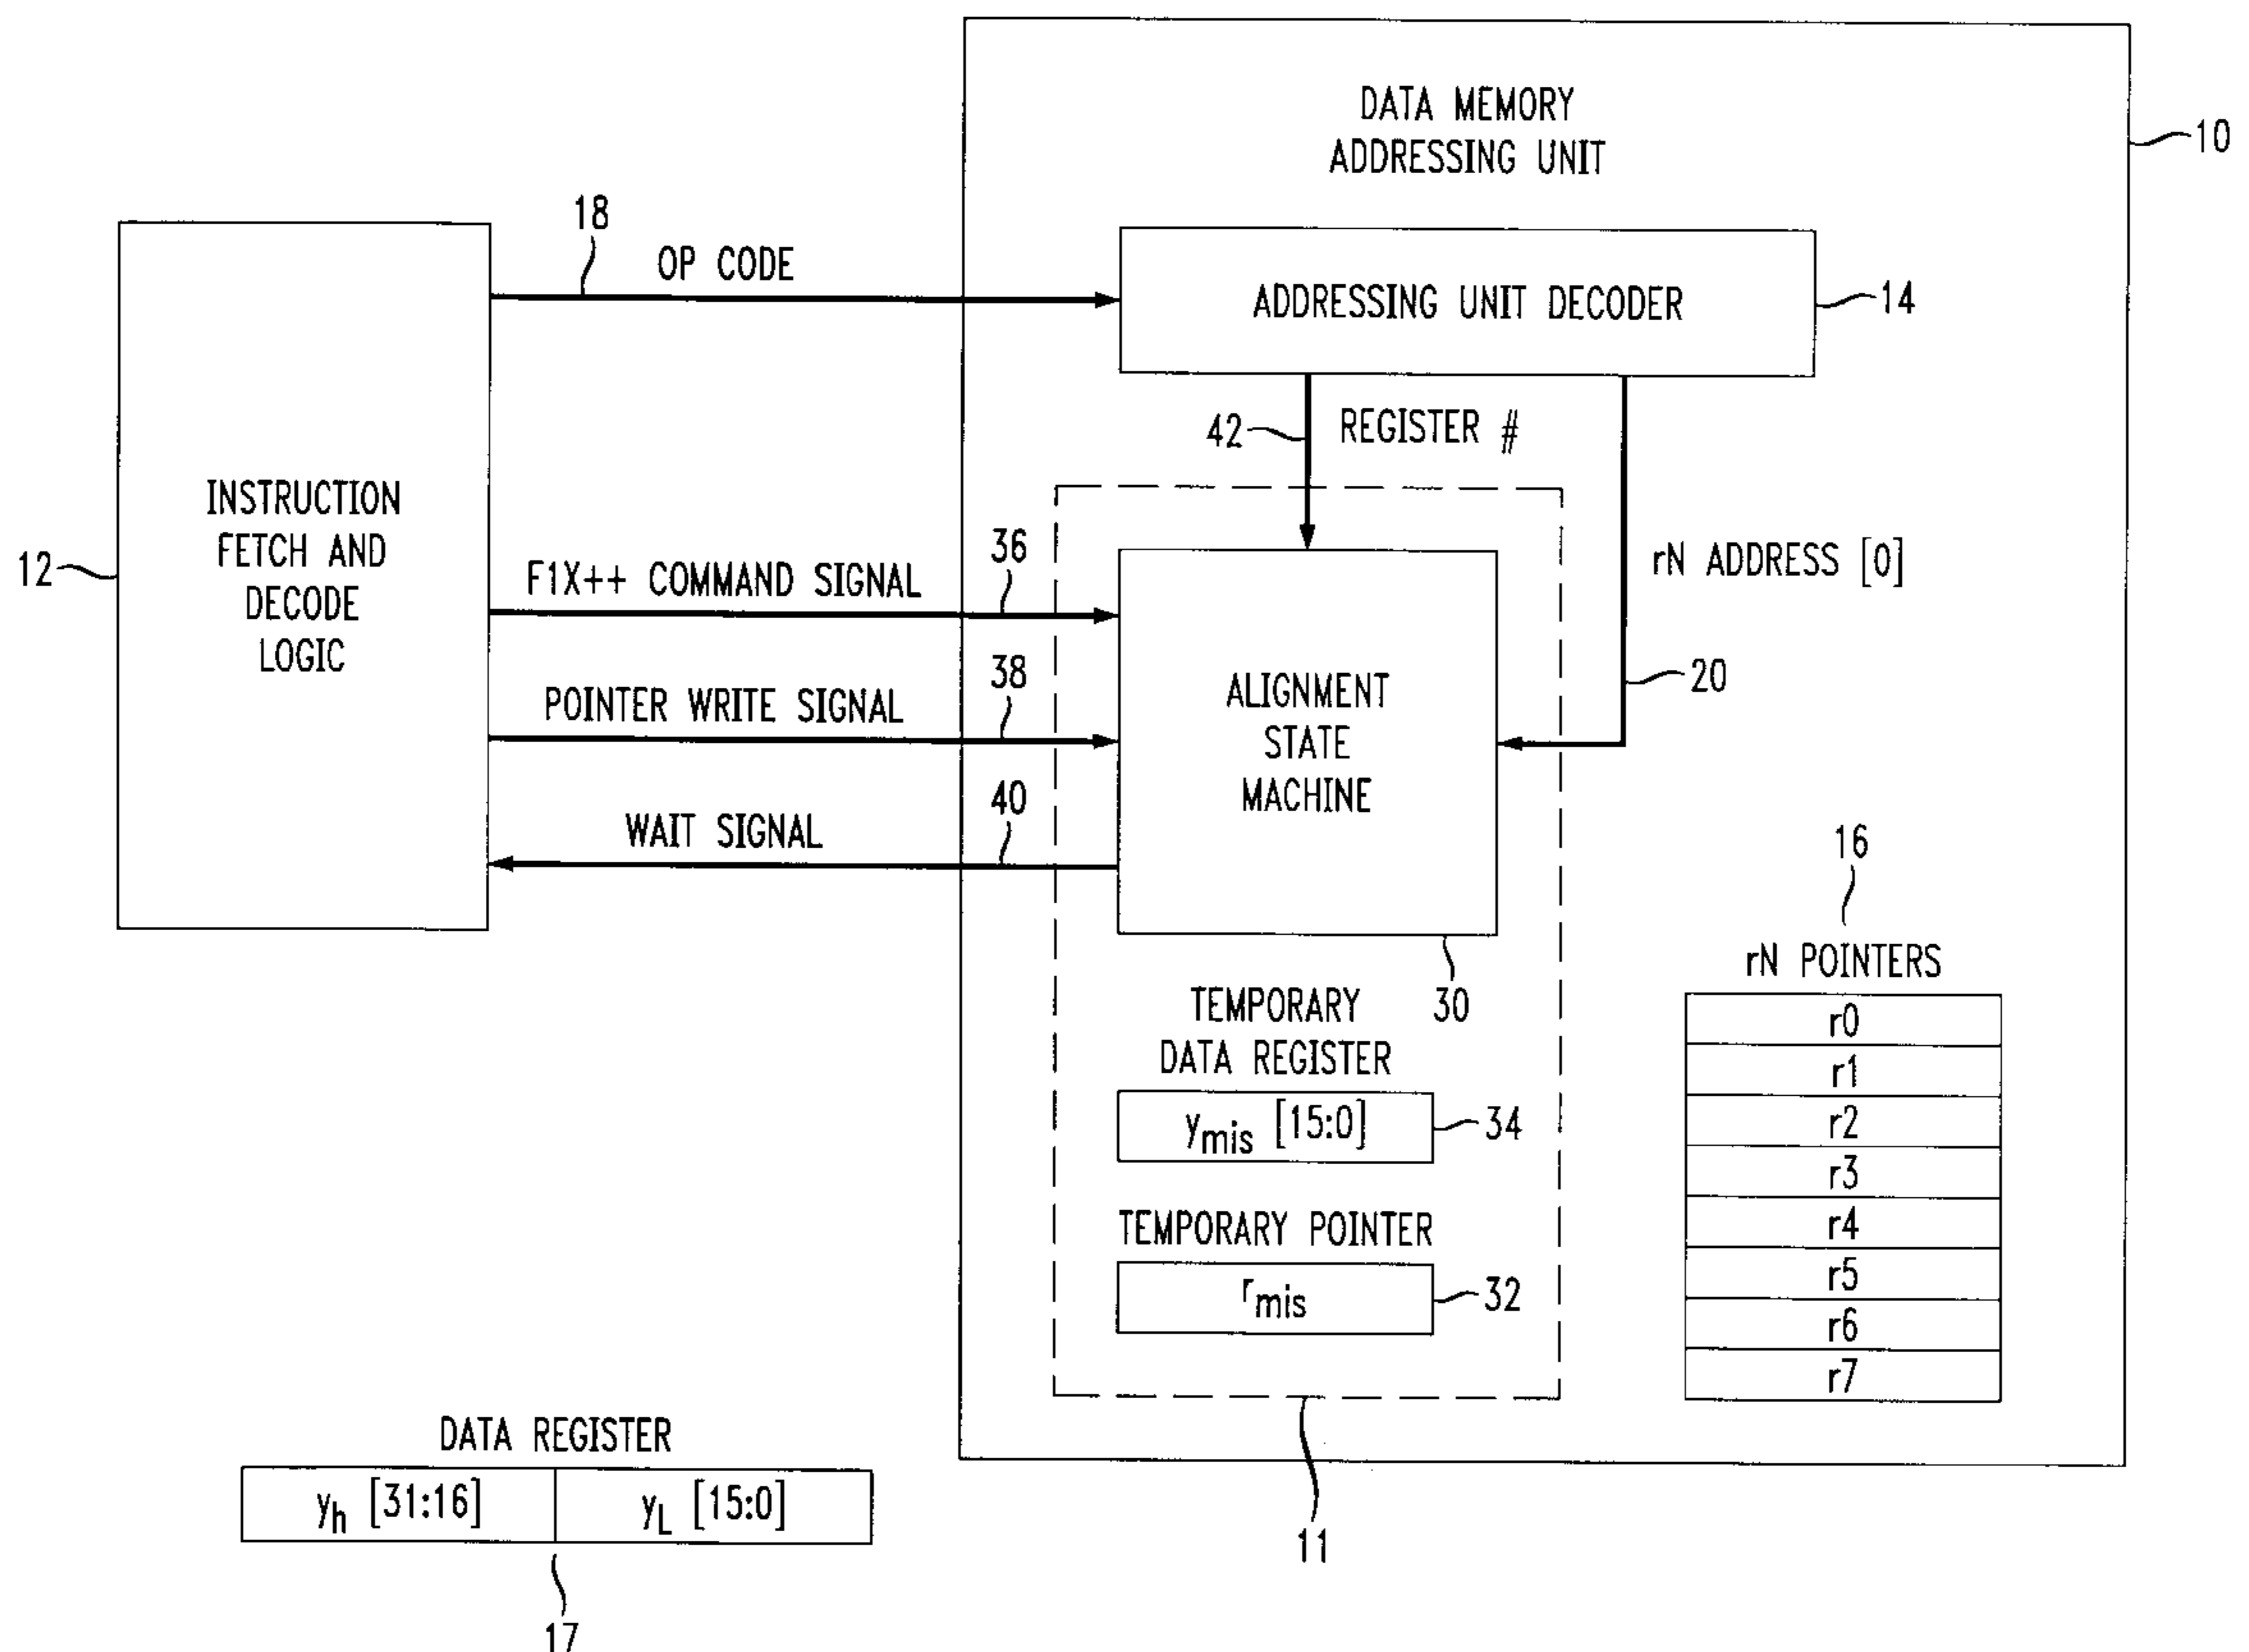 DATA MEMORY
ADDRESSING UNIT
10
18
OP CODE
ADDRESSING UNIT DECODER
14
42
REGISTER #
INSTRUCTION
FETCH AND
DECODE
LOGIC
12
F1X++ COMMAND SIGNAL
36
rN ADDRESS [0]
POINTER WRITE SIGNAL
38
20
ALIGNMENT
STATE
MACHINE
WAIT SIGNAL
40
30
16
rN POINTERS
r0
r1
r2
r3
r4
r5
r6
r7
TEMPORARY
DATA REGISTER
ymis [15:0]
34
TEMPORARY POINTER
rmis
32
11
DATA REGISTER
yh [31:16]
yL [15:0]
17